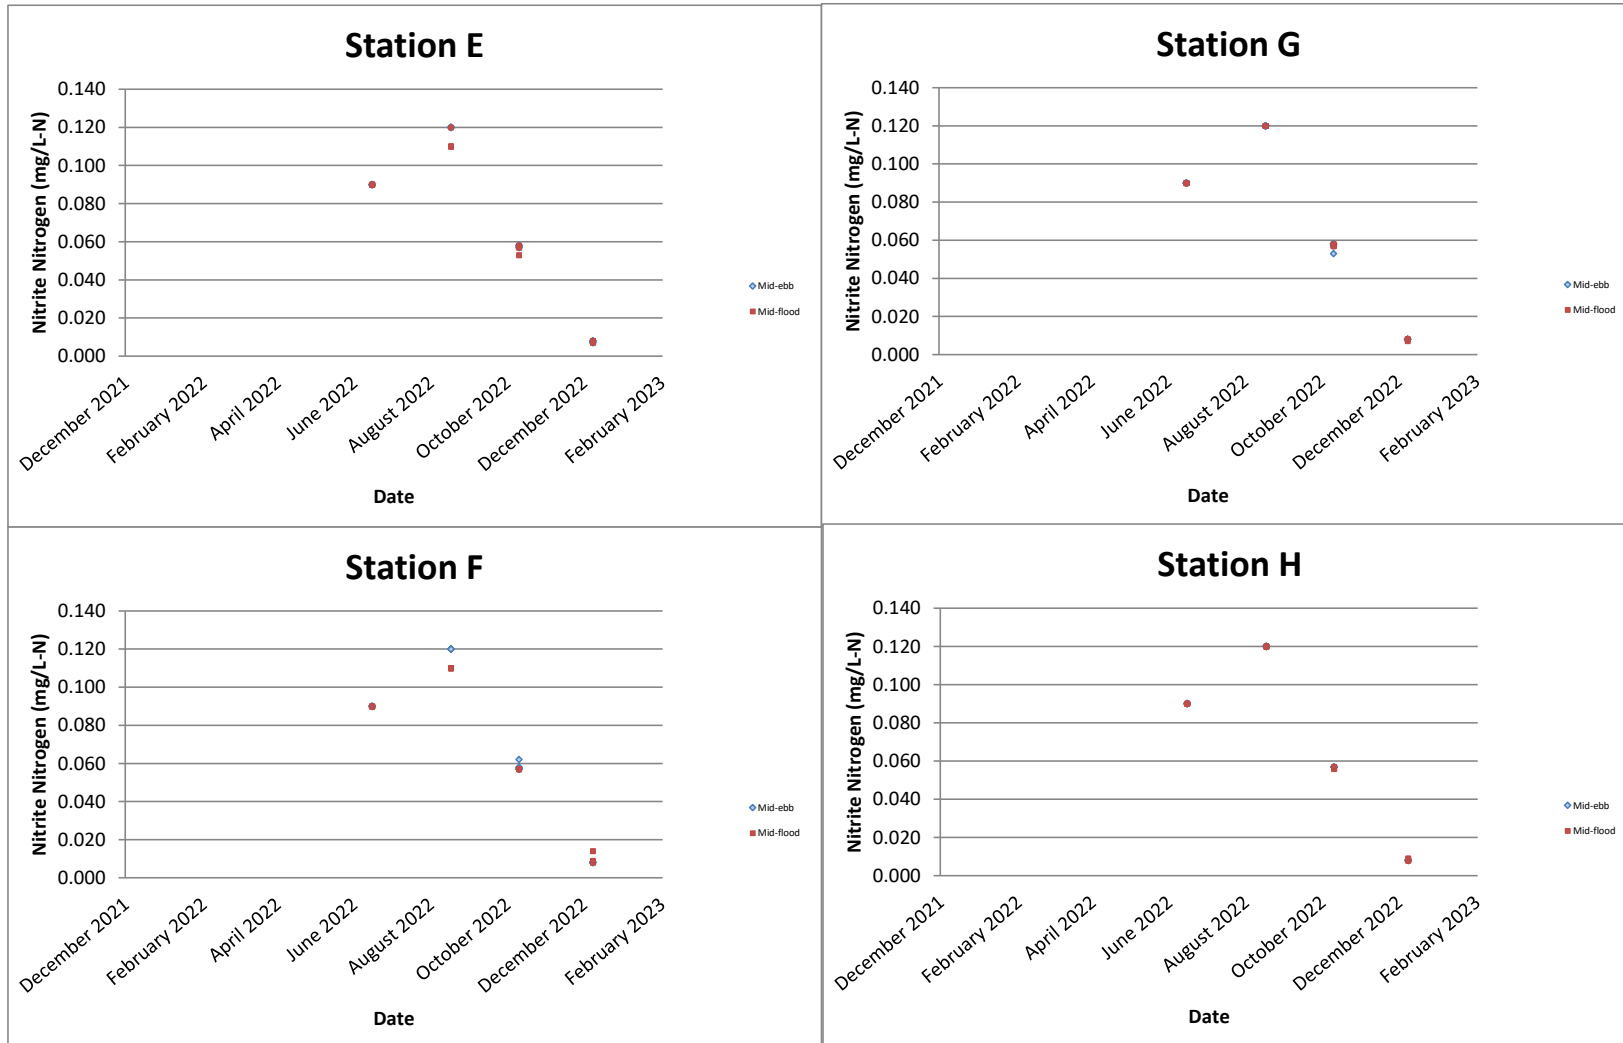 Station E
Nitrite Nitrogen (mg/L-N)
0.140
0.120
0.100
0.080
0.060
0.040
0.020
0.000
December 2021
February 2022
April 2022
June 2022
August 2022
October 2022
December 2022
February 2023
Date
Mid-ebb
Mid-flood
Station G
Nitrite Nitrogen (mg/L-N)
0.140
0.120
0.100
0.080
0.060
0.040
0.020
0.000
December 2021
February 2022
April 2022
June 2022
August 2022
October 2022
December 2022
February 2023
Date
Mid-ebb
Mid-flood
Station F
Nitrite Nitrogen (mg/L-N)
0.140
0.120
0.100
0.080
0.060
0.040
0.020
0.000
December 2021
February 2022
April 2022
June 2022
August 2022
October 2022
December 2022
February 2023
Date
Mid-ebb
Mid-flood
Station H
Nitrite Nitrogen (mg/L-N)
0.140
0.120
0.100
0.080
0.060
0.040
0.020
0.000
December 2021
February 2022
April 2022
June 2022
August 2022
October 2022
December 2022
February 2023
Date
Mid-ebb
Mid-flood